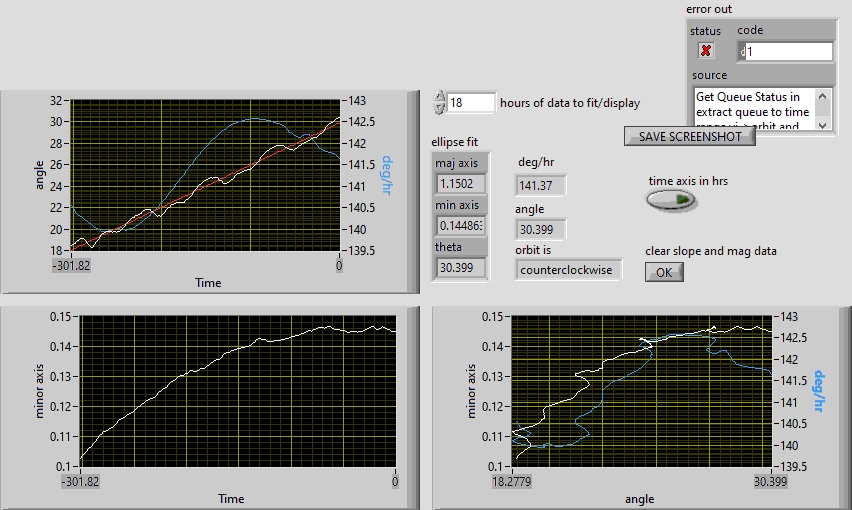 error out
status
code
d1
source
Get Queue Status in
extract queue to time
SAVE SCREENSHOT
32
30
28
26
24
22
20
18
angle
143
142.5
142
141.5
141
140.5
140
139.5
deg/hr
-301.82
0
Time
18
hours of data to fit/display
ellipse fit
maj axis
1.1502
min axis
0.144863
theta
30.399
deg/hr
141.37
angle
30.399
orbit is
counterclockwise
time axis in hrs
clear slope and mag data
OK
0.15
0.14
0.13
0.12
0.11
0.1
minor axis
-301.82
0
Time
0.15
0.14
0.13
0.12
0.11
0.1
minor axis
143
142.5
142
141.5
141
140.5
140
139.5
deg/hr
18.2779
30.399
angle